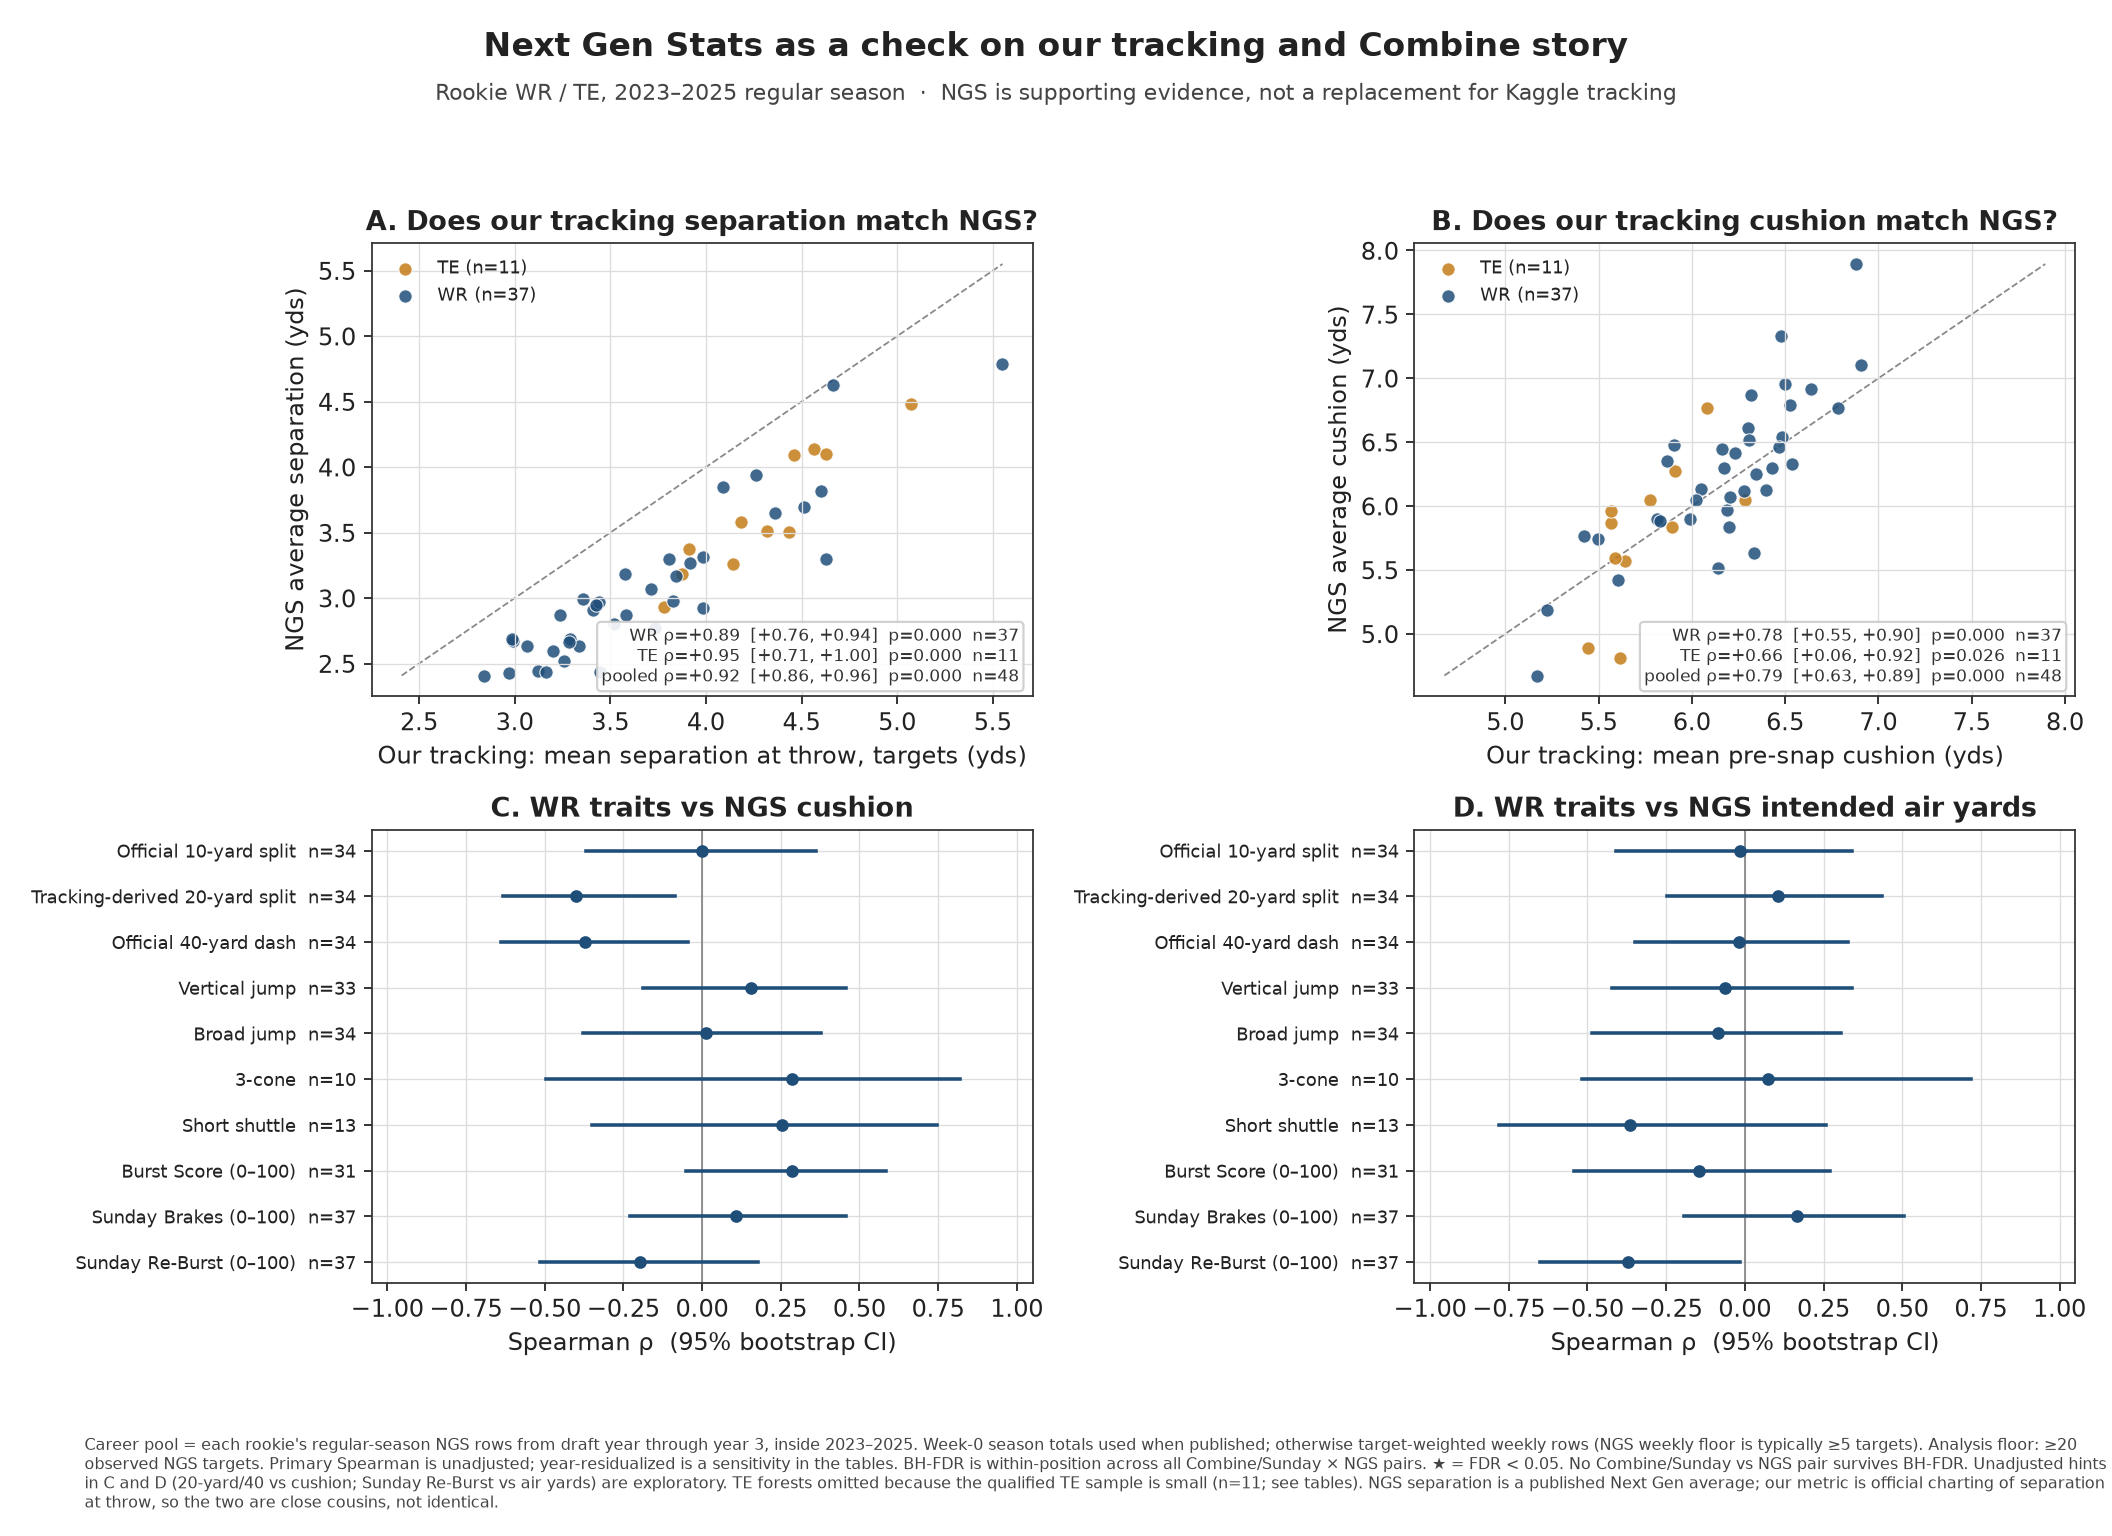 Next Gen Stats as a check on our tracking and Combine story
Rookie WR / TE, 2023–2025 regular season · NGS is supporting evidence, not a replacement for Kaggle tracking
A. Does our tracking separation match NGS?
TE (n=11)
WR (n=37)
NGS average separation (yds)
5.5
5.0
4.5
4.0
3.5
3.0
2.5
WR ρ=+0.89 [+0.76, +0.94] p=0.000 n=37
TE ρ=+0.95 [+0.71, +1.00] p=0.000 n=11
pooled ρ=+0.92 [+0.86, +0.96] p=0.000 n=48
2.5 3.0 3.5 4.0 4.5 5.0 5.5
Our tracking: mean separation at throw, targets (yds)
B. Does our tracking cushion match NGS?
TE (n=11)
WR (n=37)
NGS average cushion (yds)
8.0
7.5
7.0
6.5
6.0
5.5
5.0
WR ρ=+0.78 [+0.55, +0.90] p=0.000 n=37
TE ρ=+0.66 [+0.06, +0.92] p=0.026 n=11
pooled ρ=+0.79 [+0.63, +0.89] p=0.000 n=48
5.0 5.5 6.0 6.5 7.0 7.5 8.0
Our tracking: mean pre-snap cushion (yds)
C. WR traits vs NGS cushion
Official 10-yard split n=34
Tracking-derived 20-yard split n=34
Official 40-yard dash n=34
Vertical jump n=33
Broad jump n=34
3-cone n=10
Short shuttle n=13
Burst Score (0–100) n=31
Sunday Brakes (0–100) n=37
Sunday Re-Burst (0–100) n=37
−1.00 −0.75 −0.50 −0.25 0.00 0.25 0.50 0.75 1.00
Spearman ρ (95% bootstrap CI)
D. WR traits vs NGS intended air yards
Official 10-yard split n=34
Tracking-derived 20-yard split n=34
Official 40-yard dash n=34
Vertical jump n=33
Broad jump n=34
3-cone n=10
Short shuttle n=13
Burst Score (0–100) n=31
Sunday Brakes (0–100) n=37
Sunday Re-Burst (0–100) n=37
−1.00 −0.75 −0.50 −0.25 0.00 0.25 0.50 0.75 1.00
Spearman ρ (95% bootstrap CI)
Career pool = each rookie's regular-season NGS rows from draft year through year 3, inside 2023–2025. Week-0 season totals used when published; otherwise target-weighted weekly rows (NGS weekly floor is typically ≥5 targets). Analysis floor: ≥20
observed NGS targets. Primary Spearman is unadjusted; year-residualized is a sensitivity in the tables. BH-FDR is within-position across all Combine/Sunday × NGS pairs. ★ = FDR < 0.05. No Combine/Sunday vs NGS pair survives BH-FDR. Unadjusted hints
in C and D (20-yard/40 vs cushion; Sunday Re-Burst vs air yards) are exploratory. TE forests omitted because the qualified TE sample is small (n=11; see tables). NGS separation is a published Next Gen average; our metric is official charting of separation
at throw, so the two are close cousins, not identical.